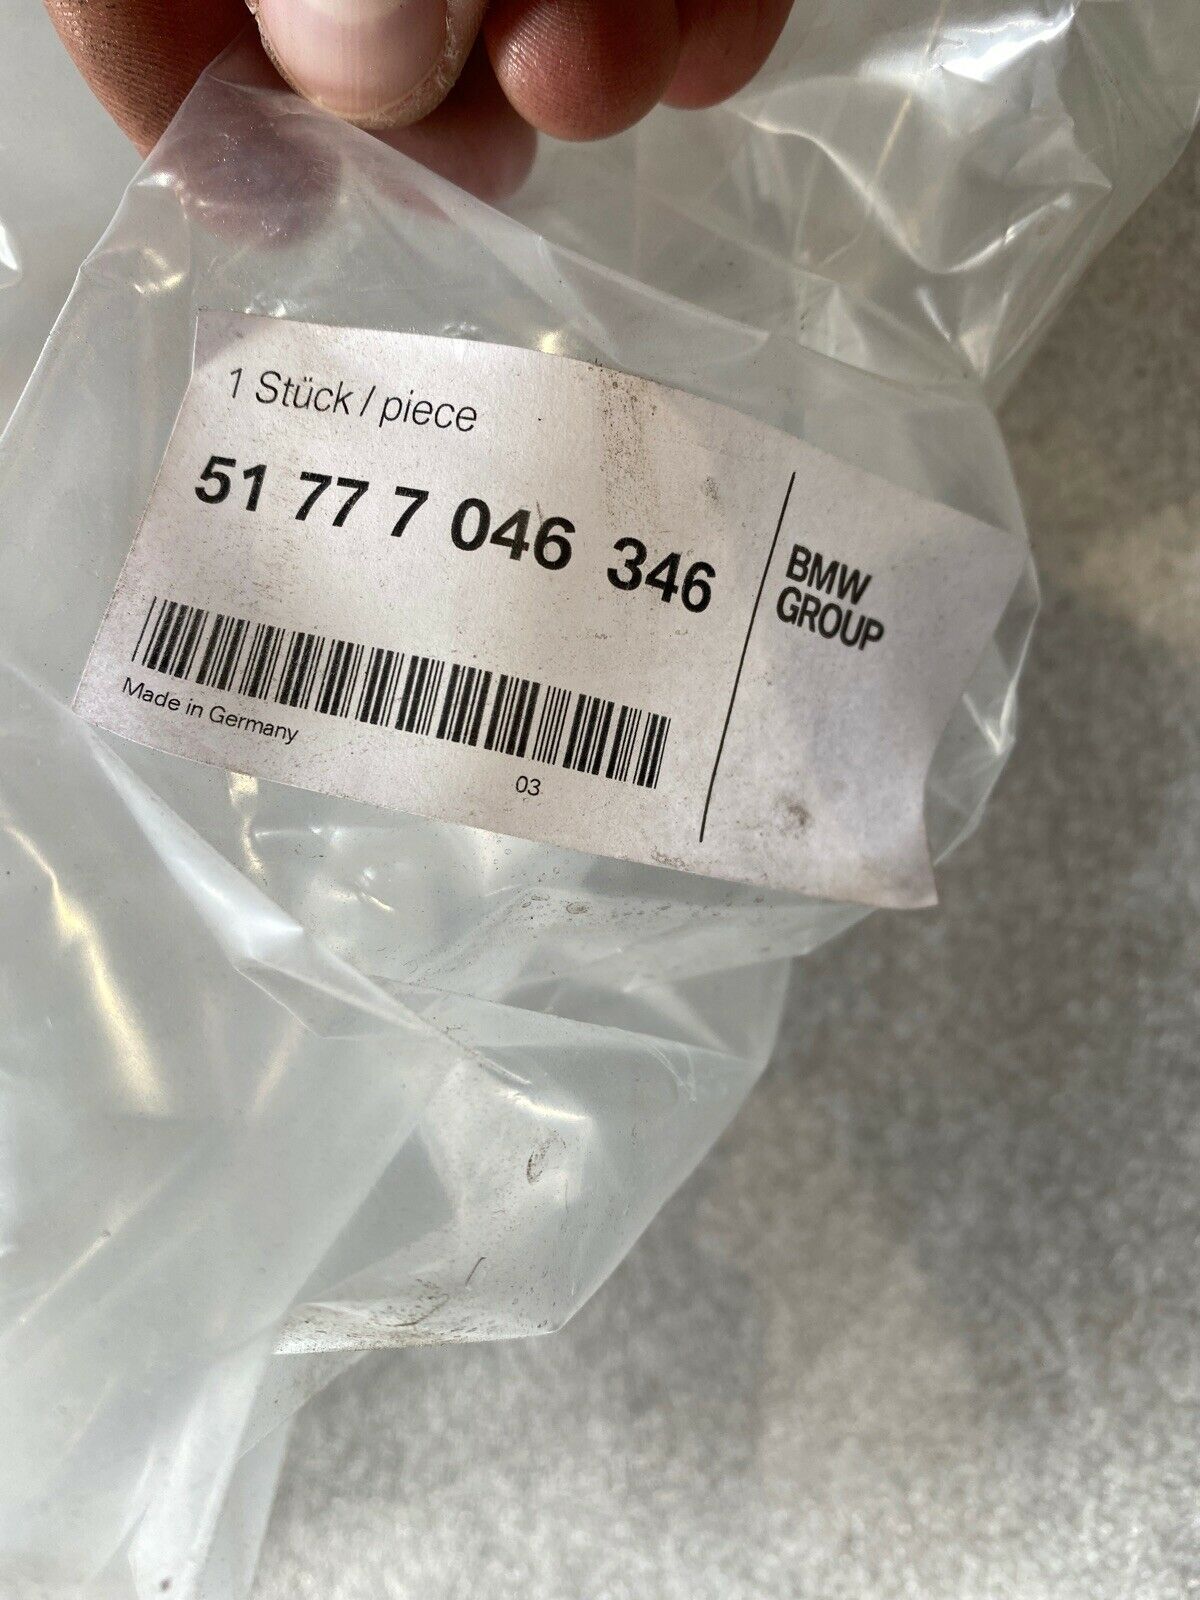 1 Stück / piece
51 77 7 046 346
BMW
GROUP
Made in Germany
03